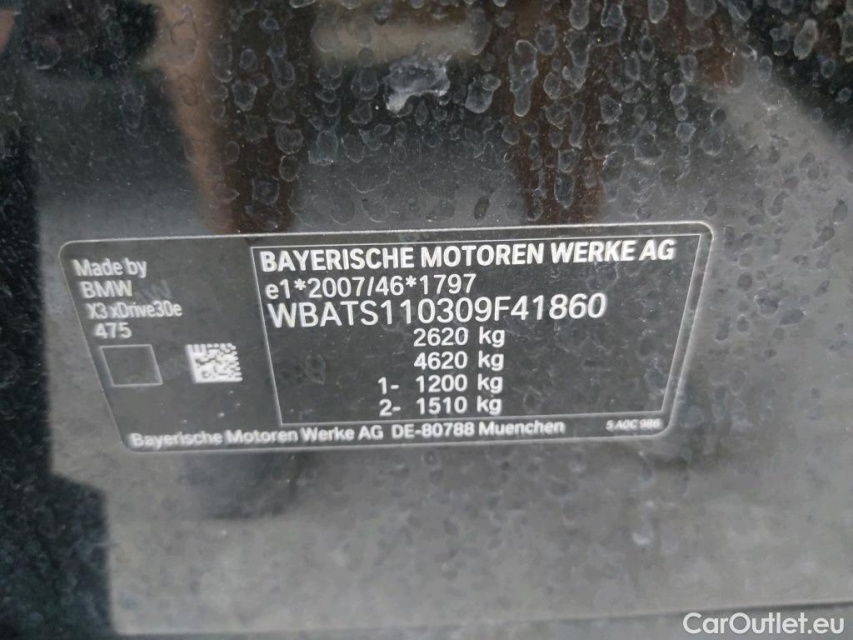 Made by
BMW
X3 xDrive30e
475
BAYERISCHE MOTOREN WERKE AG
e1*2007/46*1797
WBATS110309F41860
2620 kg
4620 kg
1- 1200 kg
2- 1510 kg
Bayerische Motoren Werke AG DE-80788 Muenchen
5 A0C 986
CarOutlet.eu